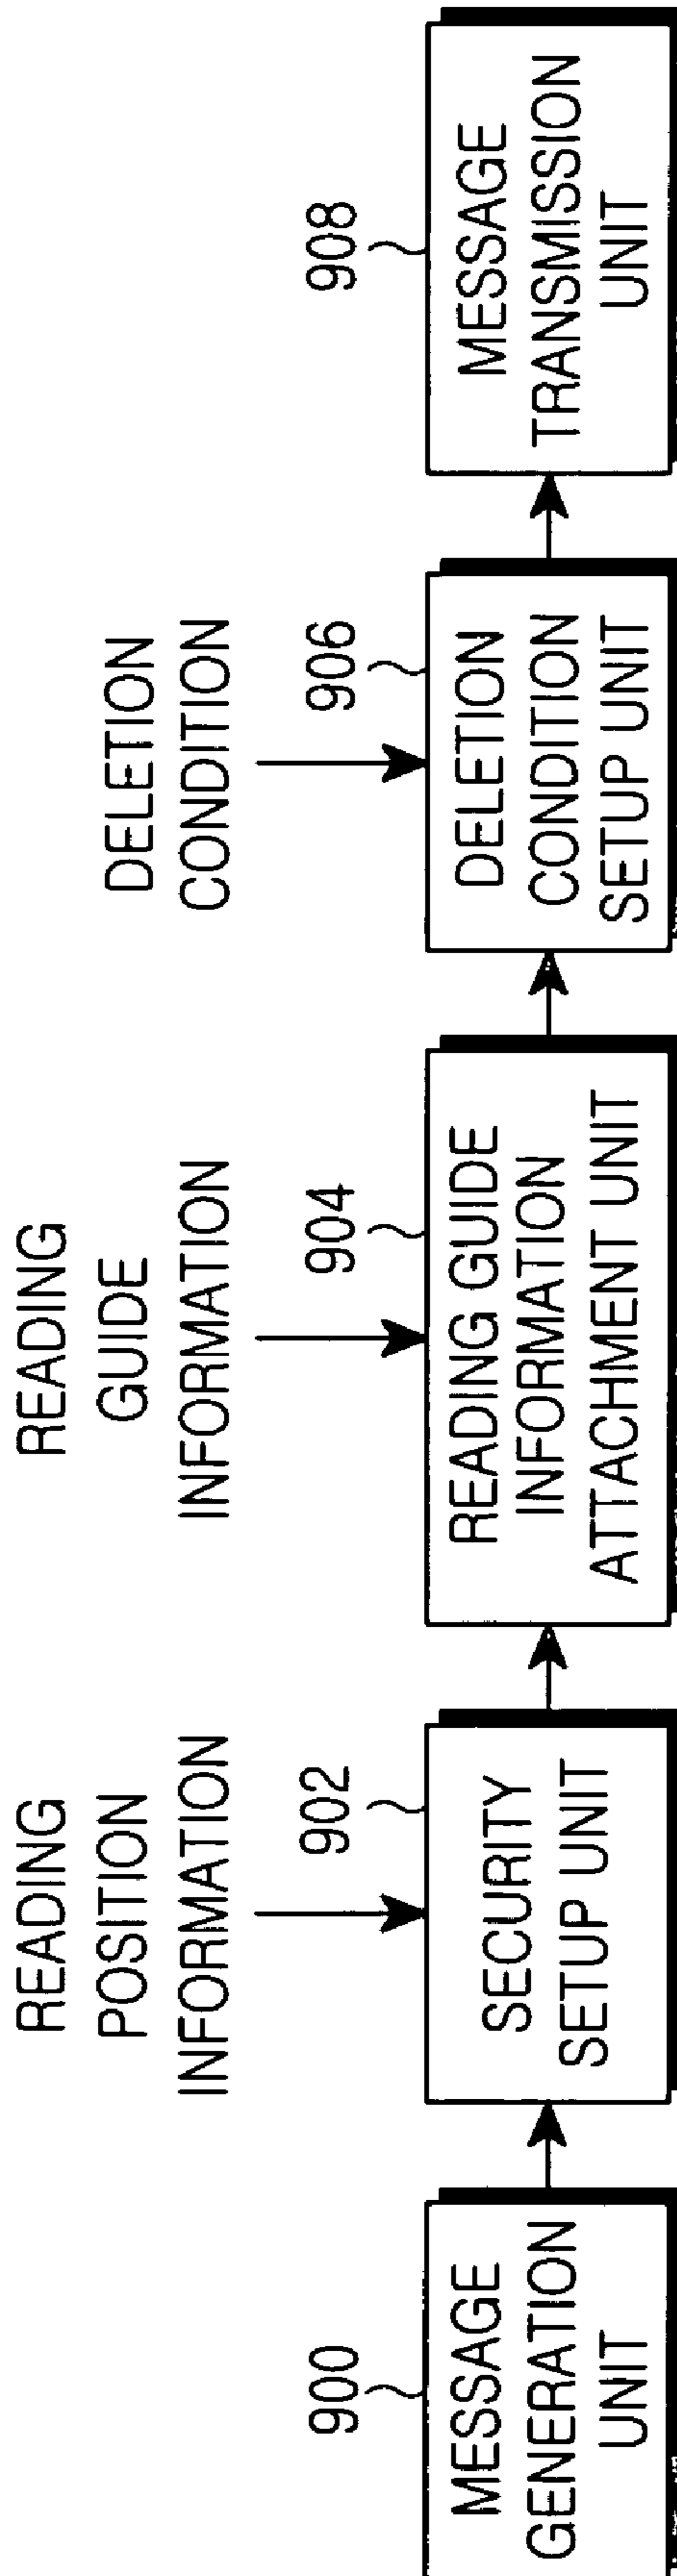 READING
POSITION
INFORMATION
READING
GUIDE
INFORMATION
DELETION
CONDITION
900
902
904
906
908
MESSAGE
GENERATION
UNIT
SECURITY
SETUP UNIT
READING GUIDE
INFORMATION
ATTACHMENT UNIT
DELETION
CONDITION
SETUP UNIT
MESSAGE
TRANSMISSION
UNIT